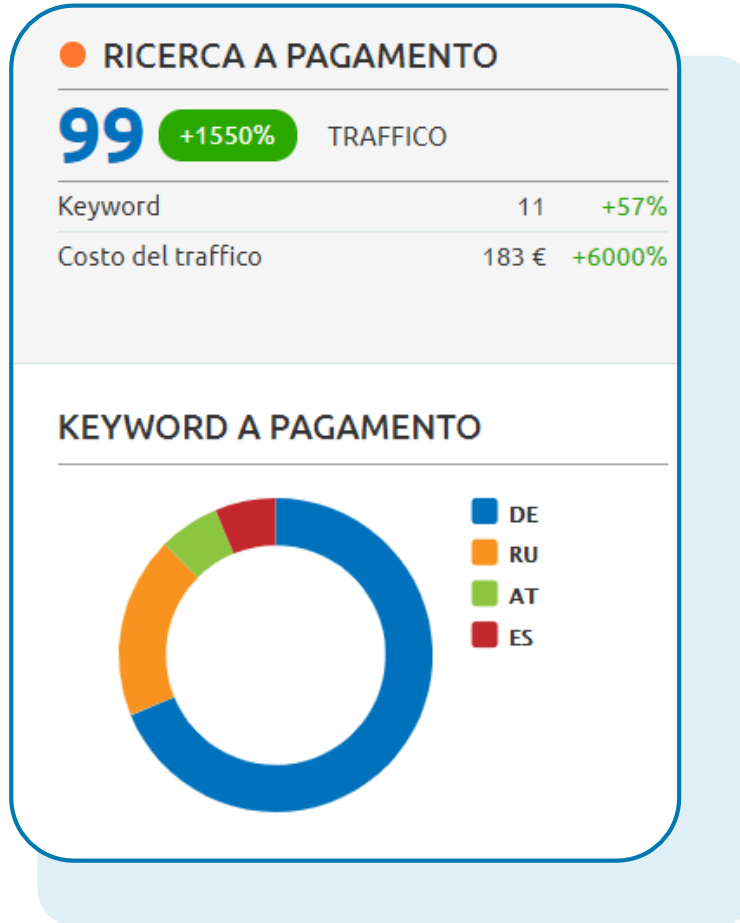 RICERCA A PAGAMENTO
99 +1550% TRAFFICO
Keyword 11 +57%
Costo del traffico 183 € +6000%
KEYWORD A PAGAMENTO
DE
RU
AT
ES